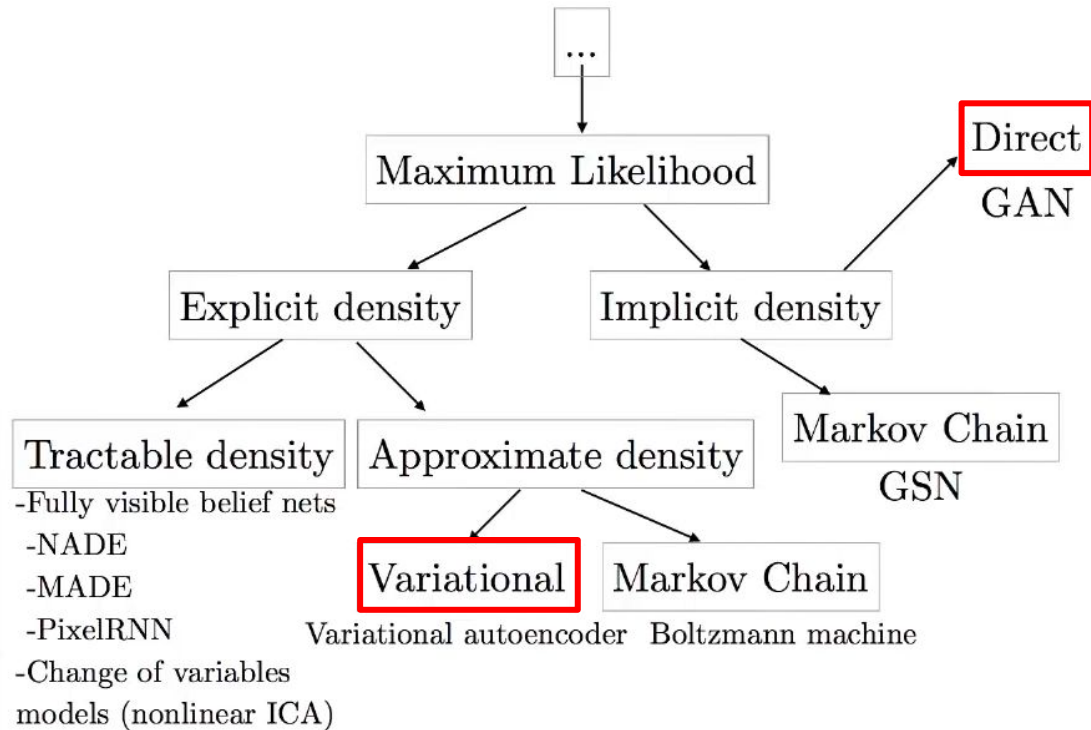 ...
Maximum Likelihood
Direct
GAN
Explicit density
Implicit density
Tractable density
-Fully visible belief nets
-NADE
-MADE
-PixelRNN
-Change of variables
models (nonlinear ICA)
Approximate density
Variational
Variational autoencoder
Markov Chain
Boltzmann machine
Markov Chain
GSN